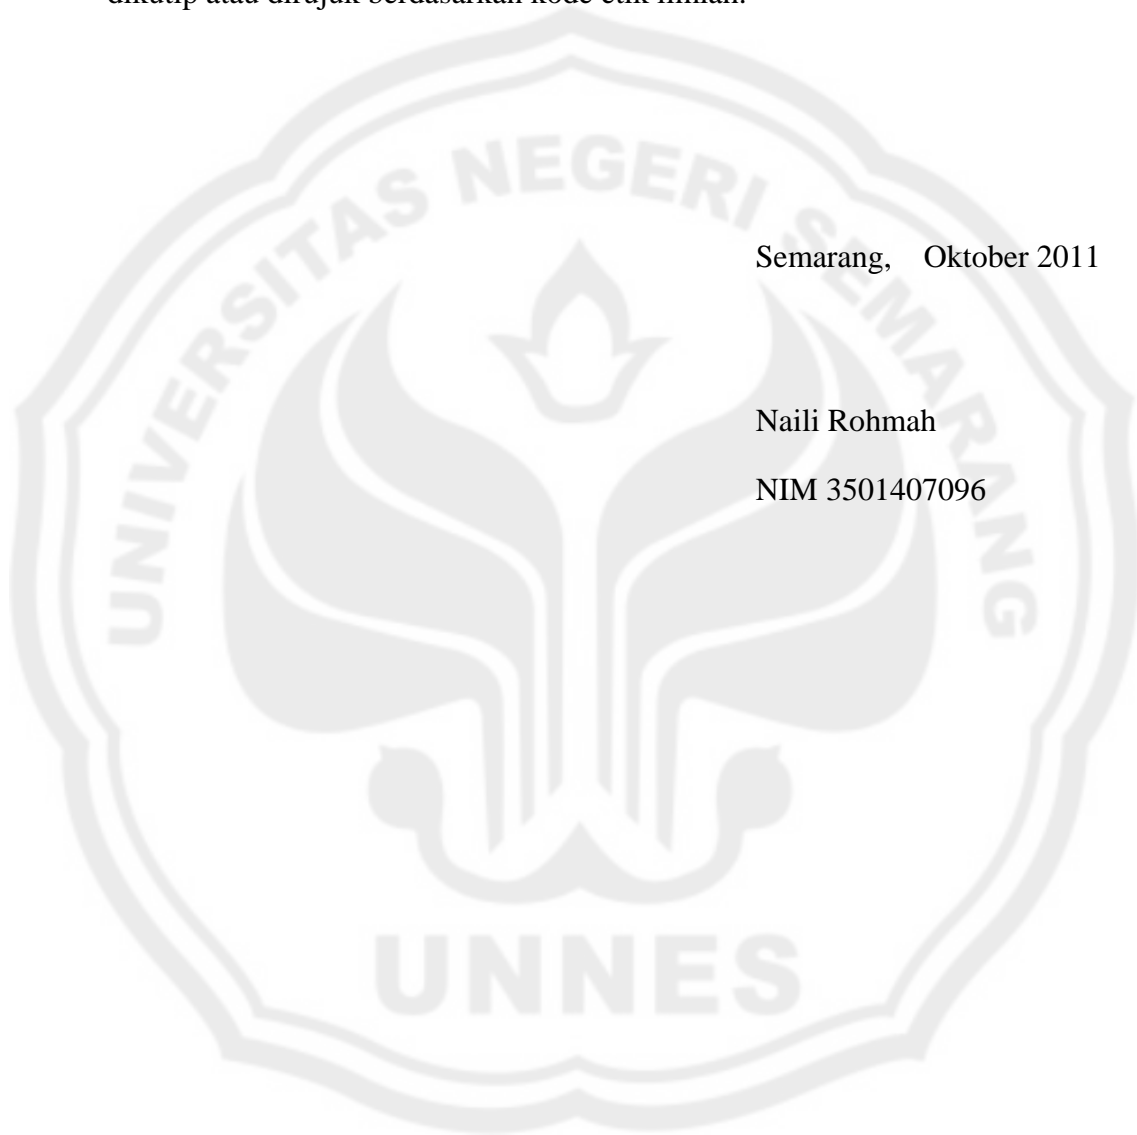 dikutip atau dirujuk berdasarkan kode etik ilmiah.
UNIVERSITAS NEGERI SEMARANG
Semarang, Oktober 2011
Naili Rohmah
NIM 3501407096
UNNES